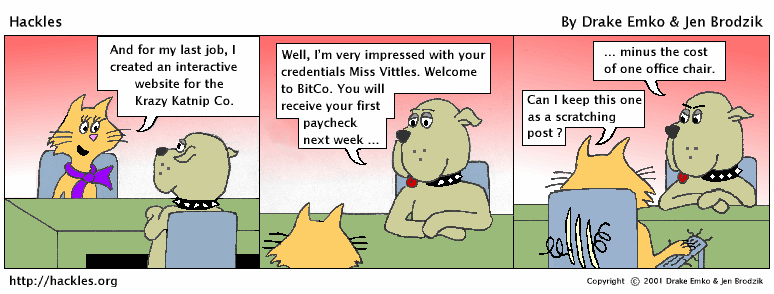 Hackles
By Drake Emko & Jen Brodzik
And for my last job, I
created an interactive
website for the
Krazy Katnip Co.
Well, I'm very impressed with your
credentials Miss Vittles. Welcome
to BitCo. You will
receive your first
paycheck
next week ...
... minus the cost
of one office chair.
Can I keep this one
as a scratching
post ?
http://hackles.org
Copyright © 2001 Drake Emko & Jen Brodzik